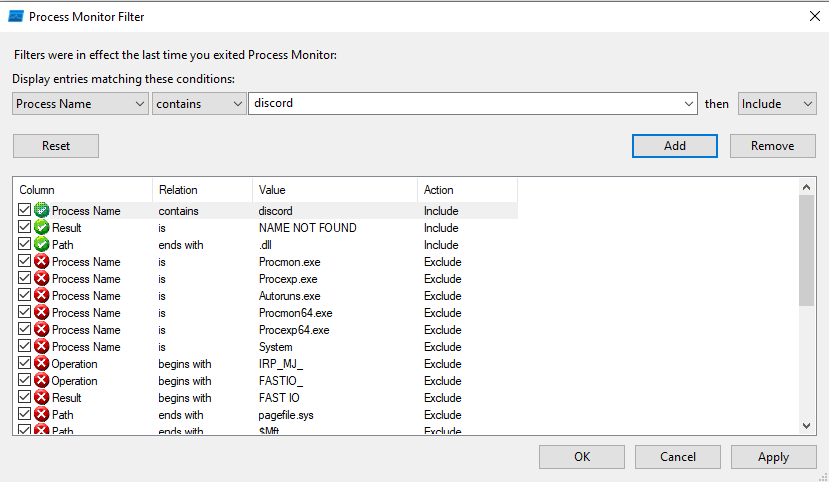 Process Monitor Filter
Filters were in effect the last time you exited Process Monitor:
Display entries matching these conditions:
Process Name contains discord then Include
Reset Add Remove
Column Relation Value Action
Process Name contains discord Include
Result is NAME NOT FOUND Include
Path ends with .dll Include
Process Name is Procmon.exe Exclude
Process Name is Procexp.exe Exclude
Process Name is Autoruns.exe Exclude
Process Name is Procmon64.exe Exclude
Process Name is Procexp64.exe Exclude
Process Name is System Exclude
Operation begins with IRP_MJ_ Exclude
Operation begins with FASTIO_ Exclude
Result begins with FAST IO Exclude
Path ends with pagefile.sys Exclude
Path ends with $Mft Exclude
OK Cancel Apply